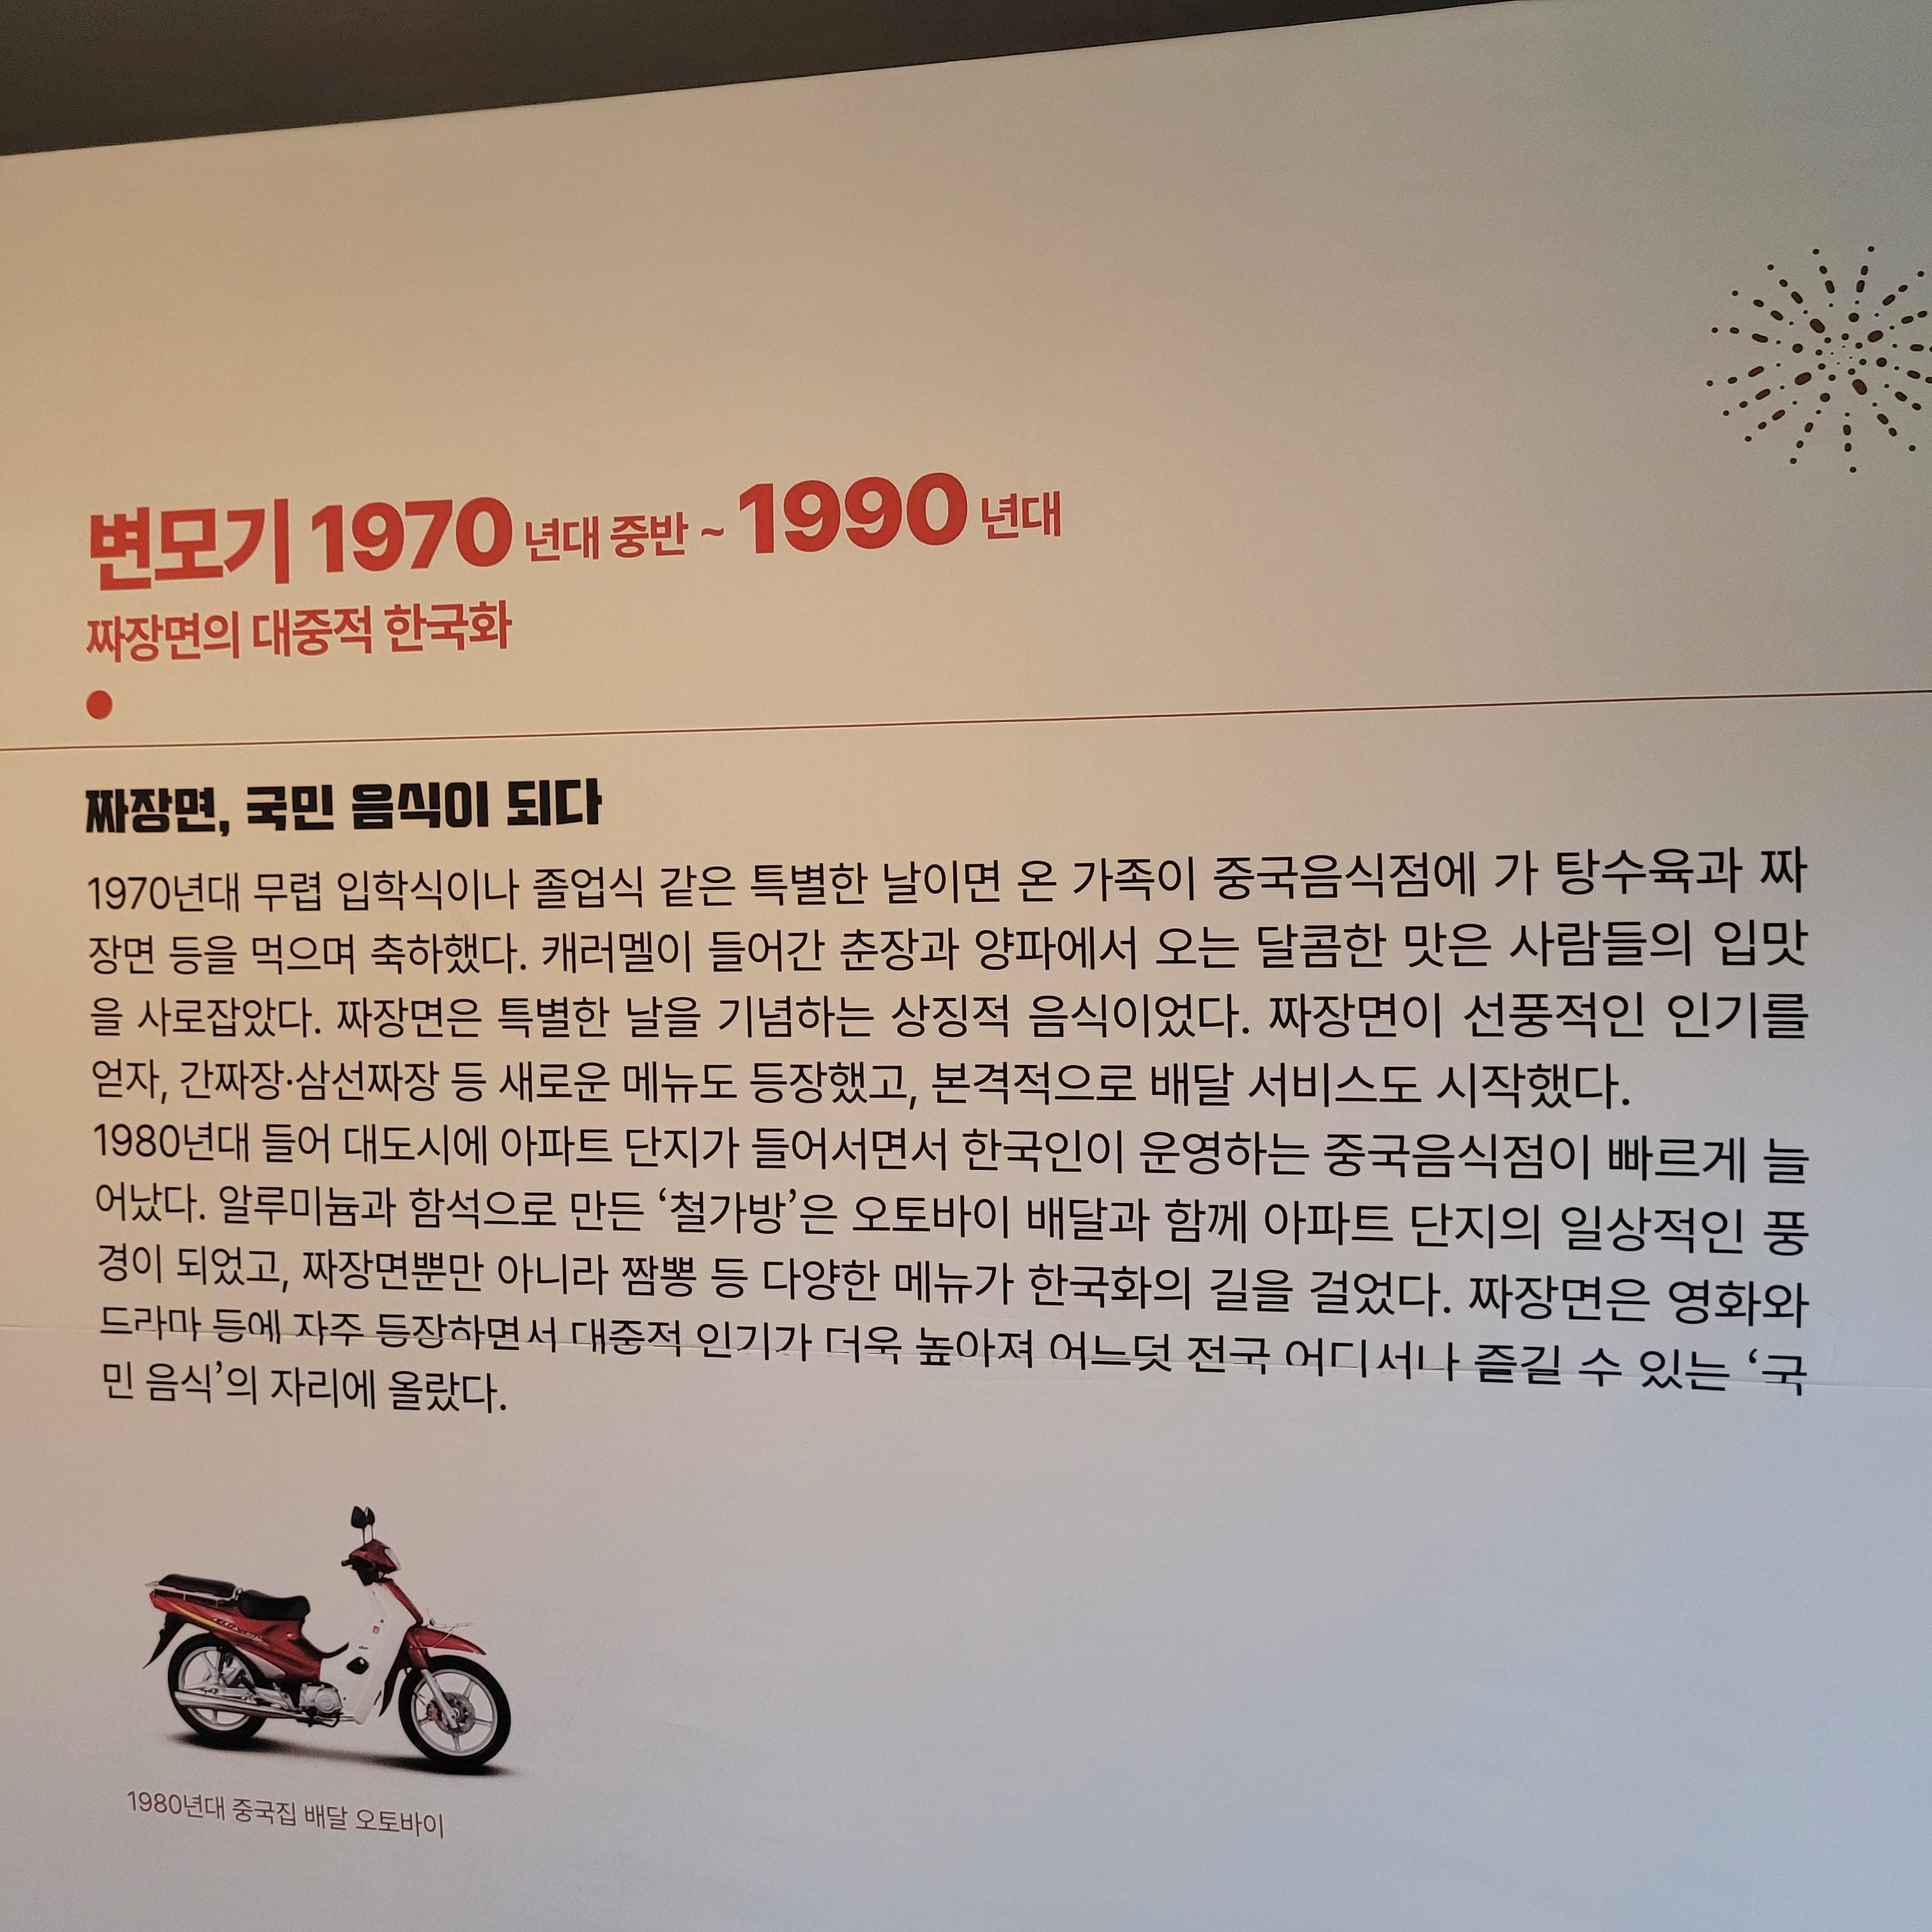 변모기 1970 년대 중반 ~ 1990 년대
짜장면의 대중적 한국화
짜장면, 국민 음식이 되다
1970년대 무렵 입학식이나 졸업식 같은 특별한 날이면 온 가족이 중국음식점에 가 탕수육과 짜
장면 등을 먹으며 축하했다. 캐러멜이 들어간 춘장과 양파에서 오는 달콤한 맛은 사람들의 입맛
을 사로잡았다. 짜장면은 특별한 날을 기념하는 상징적 음식이었다. 짜장면이 선풍적인 인기를
얻자, 간짜장·삼선짜장 등 새로운 메뉴도 등장했고, 본격적으로 배달 서비스도 시작했다.
1980년대 들어 대도시에 아파트 단지가 들어서면서 한국인이 운영하는 중국음식점이 빠르게 늘
어났다. 알루미늄과 함석으로 만든 ‘철가방’은 오토바이 배달과 함께 아파트 단지의 일상적인 풍
경이 되었고, 짜장면뿐만 아니라 짬뽕 등 다양한 메뉴가 한국화의 길을 걸었다. 짜장면은 영화와
드라마 등에 자주 등장하면서 대중적 인기가 더욱 높아져 어느덧 전국 어디서나 즐길 수 있는 ‘국
민 음식’의 자리에 올랐다.
1980년대 중국집 배달 오토바이